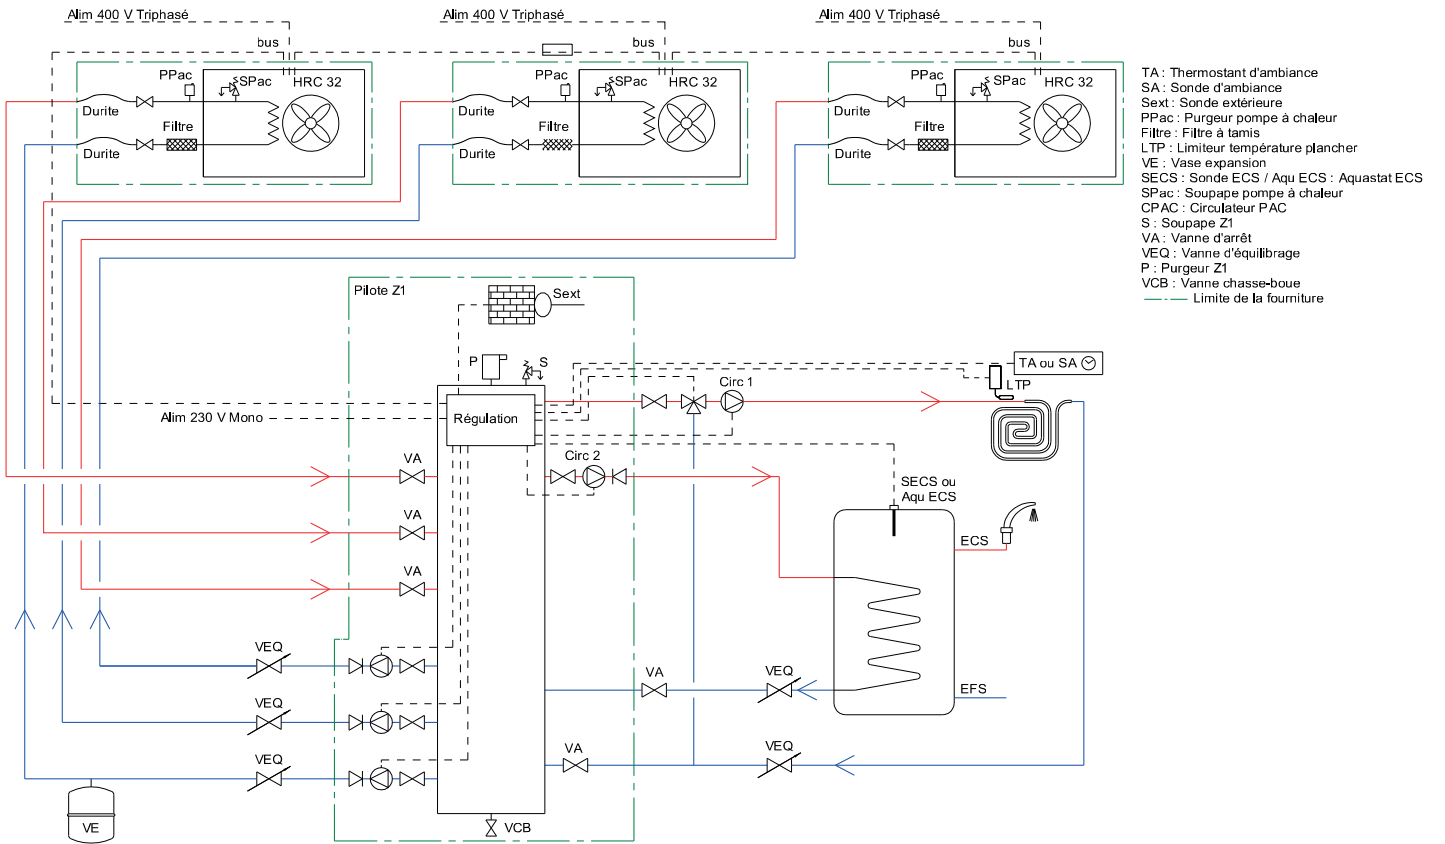 Alim 400 V Triphasé
Alim 400 V Triphasé
Alim 400 V Triphasé
bus
bus
bus
PPac
SPac
HRC 32
Durite
Filtre
Durite
PPac
SPac
HRC 32
Durite
Filtre
Durite
PPac
SPac
HRC 32
Durite
Filtre
Durite
TA : Thermostant d'ambiance
SA : Sonde d'ambiance
Sext : Sonde extérieure
PPac : Purgeur pompe à chaleur
Filtre : Filtre à tamis
LTP : Limiteur température plancher
VE : Vase expansion
SECS : Sonde ECS / Aqu ECS : Aquastat ECS
SPac : Soupape pompe à chaleur
CPAC : Circulateur PAC
S : Soupape Z1
VA : Vanne d'arrêt
VEQ : Vanne d'équilibrage
P : Purgeur Z1
VCB : Vanne chasse-boue
Limite de la fourniture
Pilote Z1
Sext
P
S
TA ou SA
LTP
Circ 1
Alim 230 V Mono
Régulation
VA
Circ 2
SECS ou
Aqu ECS
VA
ECS
VA
VEQ
VA
VEQ
EFS
VEQ
VEQ
VA
VEQ
VE
VCB